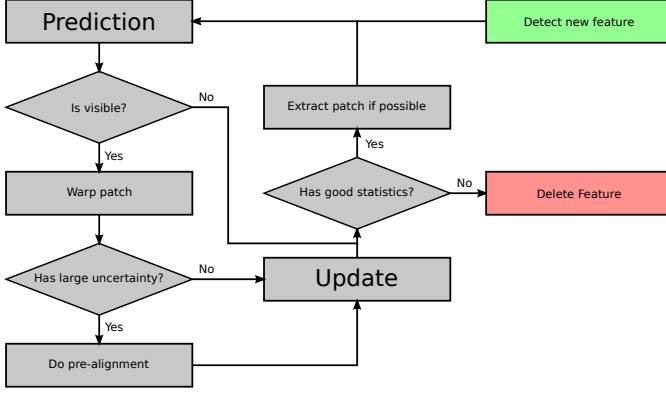 Prediction
Detect new feature
Is visible?
No
Extract patch if possible
Yes
Yes
Warp patch
Has good statistics?
No
Delete Feature
Has large uncertainty?
No
Update
Yes
Do pre-alignment